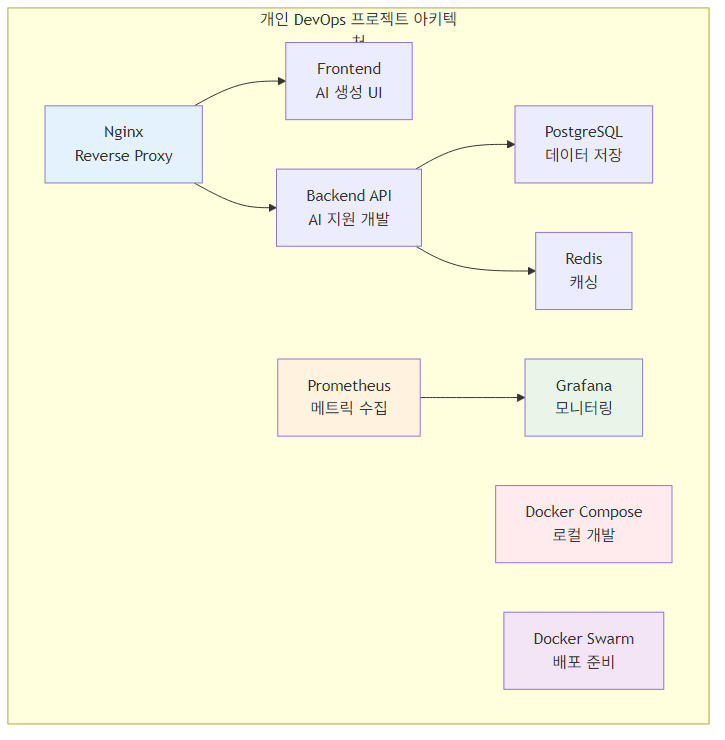 개인 DevOps 프로젝트 아키텍
처
Frontend
AI 생성 UI
Nginx
Reverse Proxy
PostgreSQL
데이터 저장
Backend API
AI 지원 개발
Redis
캐싱
Prometheus
메트릭 수집
Grafana
모니터링
Docker Compose
로컬 개발
Docker Swarm
배포 준비